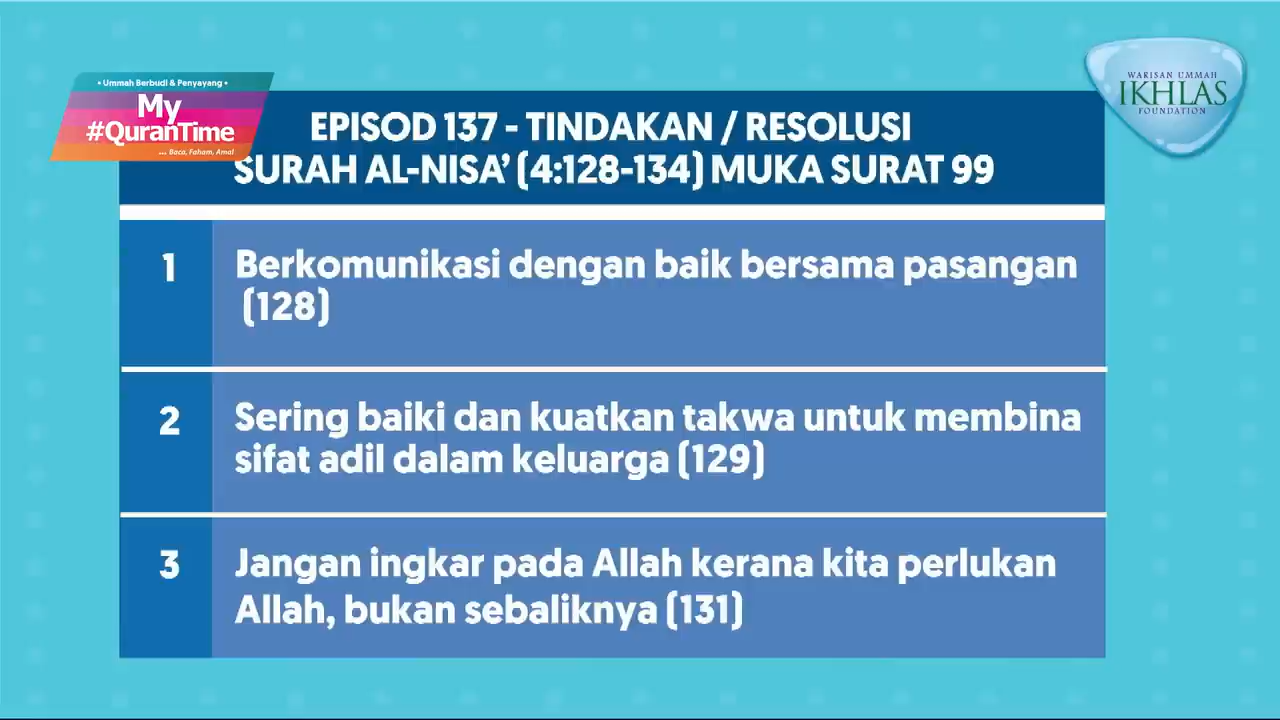 • Ummah Berbudi & Penyayang •
My
#QuranTime
.... Baca, Faham, Amal
WARISAN UMMAH
IKHLAS
FOUNDATION
EPISOD 137 - TINDAKAN / RESOLUSI
SURAH AL-NISA’ (4:128-134) MUKA SURAT 99
1
Berkomunikasi dengan baik bersama pasangan
(128)
2
Sering baiki dan kuatkan takwa untuk membina
sifat adil dalam keluarga (129)
3
Jangan ingkar pada Allah kerana kita perlukan
Allah, bukan sebaliknya (131)